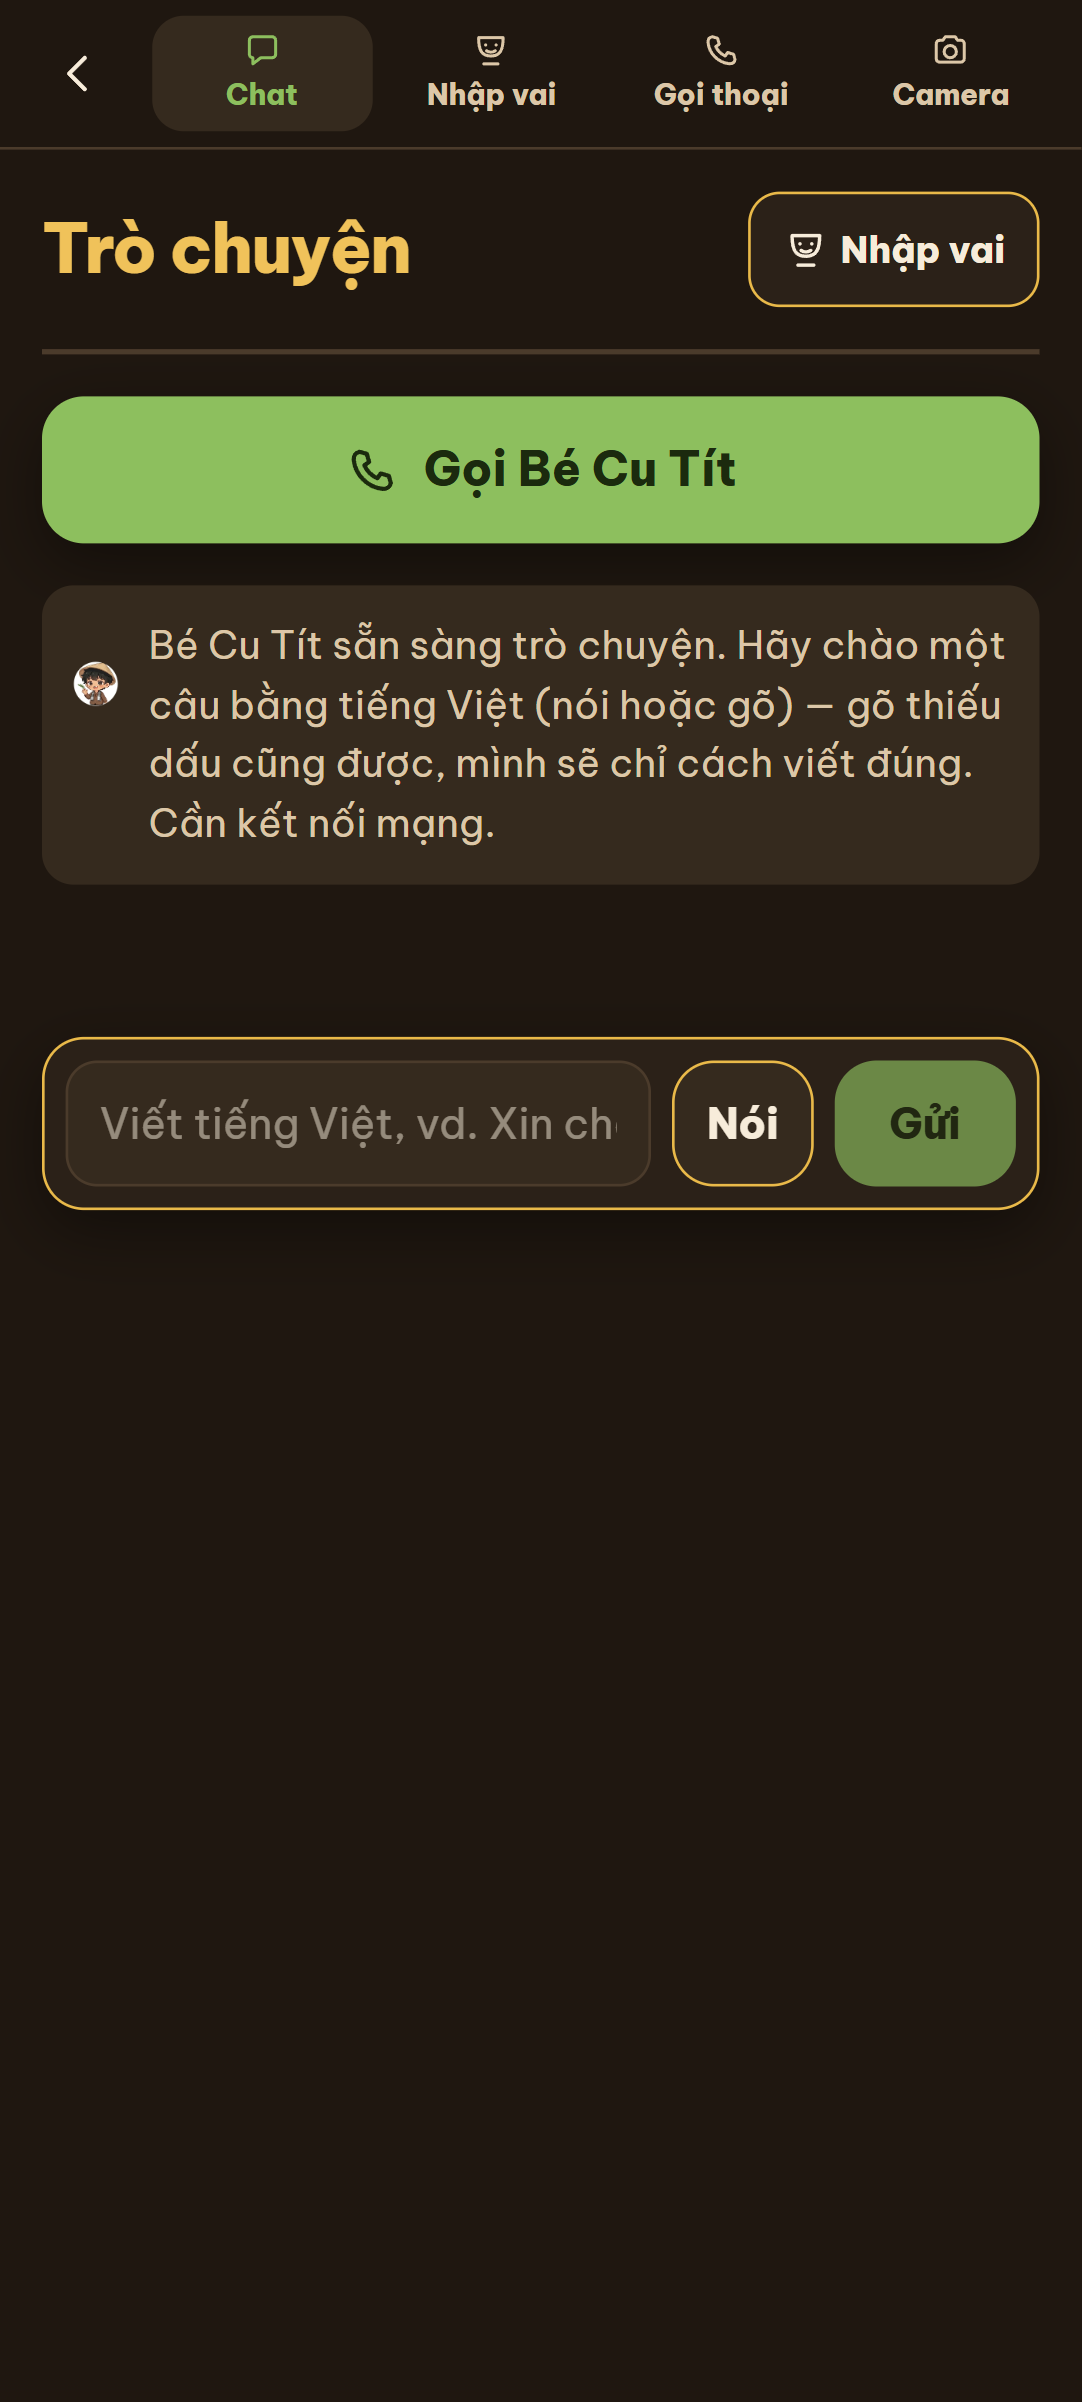 Chat
Nhập vai
Gọi thoại
Camera
Trò chuyện
Nhập vai
Gọi Bé Cu Tít
Bé Cu Tít sẵn sàng trò chuyện. Hãy chào một
câu bằng tiếng Việt (nói hoặc gõ) — gõ thiếu
dấu cũng được, mình sẽ chỉ cách viết đúng.
Cần kết nối mạng.
Viết tiếng Việt, vd. Xin ch
Nói
Gửi